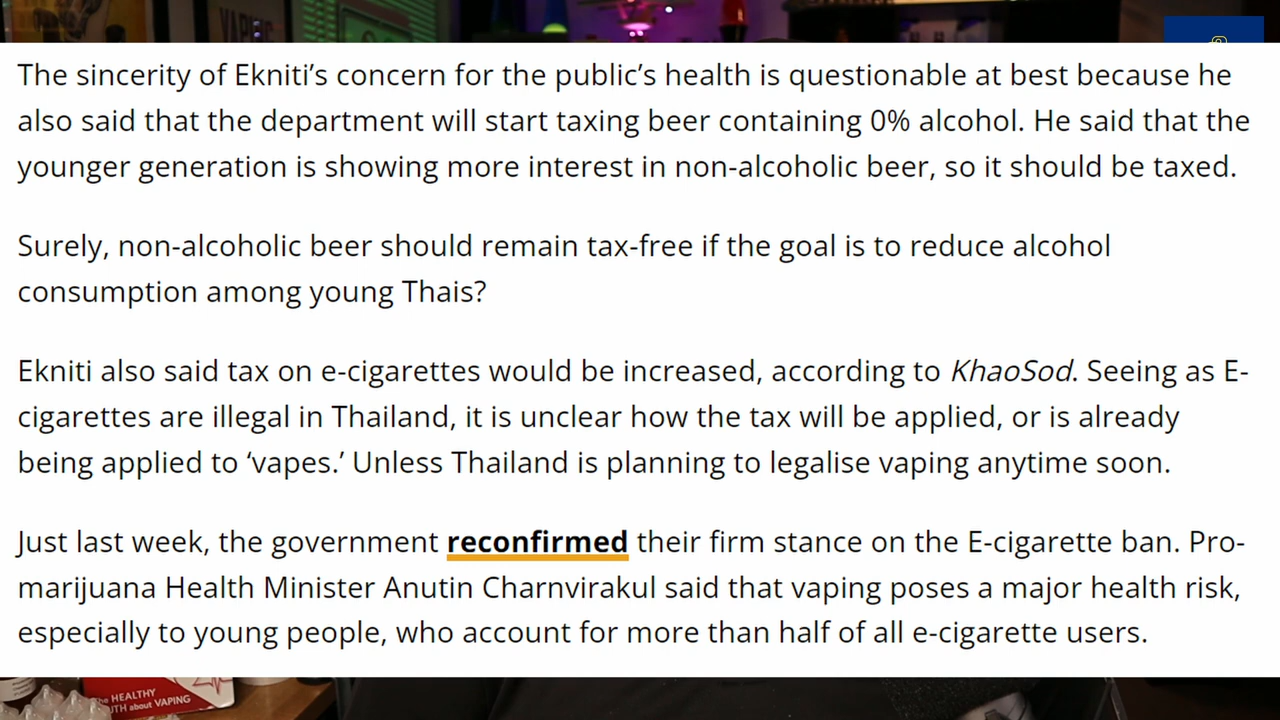 The sincerity of Ekniti’s concern for the public’s health is questionable at best because he
also said that the department will start taxing beer containing 0% alcohol. He said that the
younger generation is showing more interest in non-alcoholic beer, so it should be taxed.
Surely, non-alcoholic beer should remain tax-free if the goal is to reduce alcohol
consumption among young Thais?
Ekniti also said tax on e-cigarettes would be increased, according to KhaoSod. Seeing as E-
cigarettes are illegal in Thailand, it is unclear how the tax will be applied, or is already
being applied to ‘vapes.’ Unless Thailand is planning to legalise vaping anytime soon.
Just last week, the government reconfirmed their firm stance on the E-cigarette ban. Pro-
marijuana Health Minister Anutin Charnvirakul said that vaping poses a major health risk,
especially to young people, who account for more than half of all e-cigarette users.
HEALTHY
about VAPING